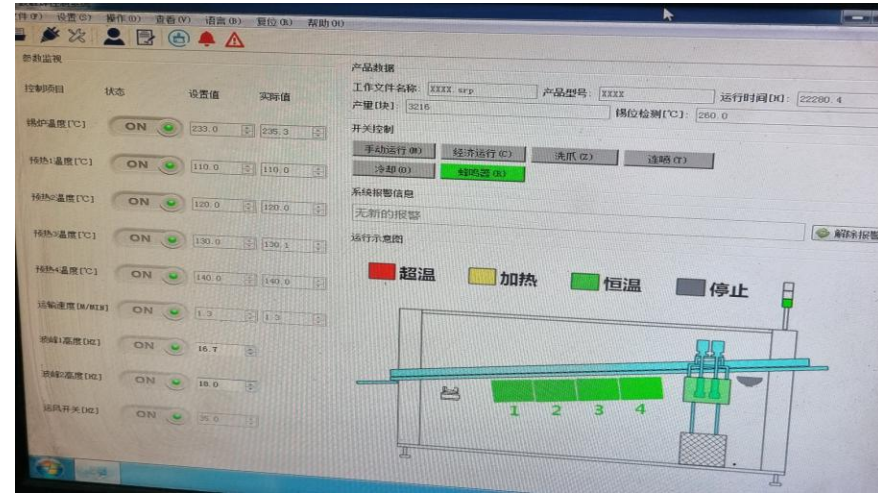 件(F) 设置(S) 操作(O) 查看(V) 语言(B) 复位(R) 帮助(H)
参数监视
控制项目 状态 设置值 实际值
锡炉温度[℃] ON 233.0 235.3
预热1温度[℃] ON 110.0 110.0
预热2温度[℃] ON 120.0 120.0
预热3温度[℃] ON 130.0 130.1
预热4温度[℃] ON 140.0 140.0
运输速度[M/MIN] ON 1.3 1.3
波峰1高度[HZ] ON 16.7
波峰2高度[HZ] ON 18.0
运风开关[HZ] ON 35.0
产品数据
工作文件名称: XXXX.srp 产品型号: XXXX 运行时间[H]: 22280.4
产量[块] 3216 锡位检测[℃]: 260.0
开关控制
手动运行(M) 经济运行(C) 洗爪(Z) 连喷(T)
冷却(D) 蜂鸣器(R)
系统报警信息
无新的报警
解除报警
运行示意图
超温 加热 恒温 停止
1 2 3 4